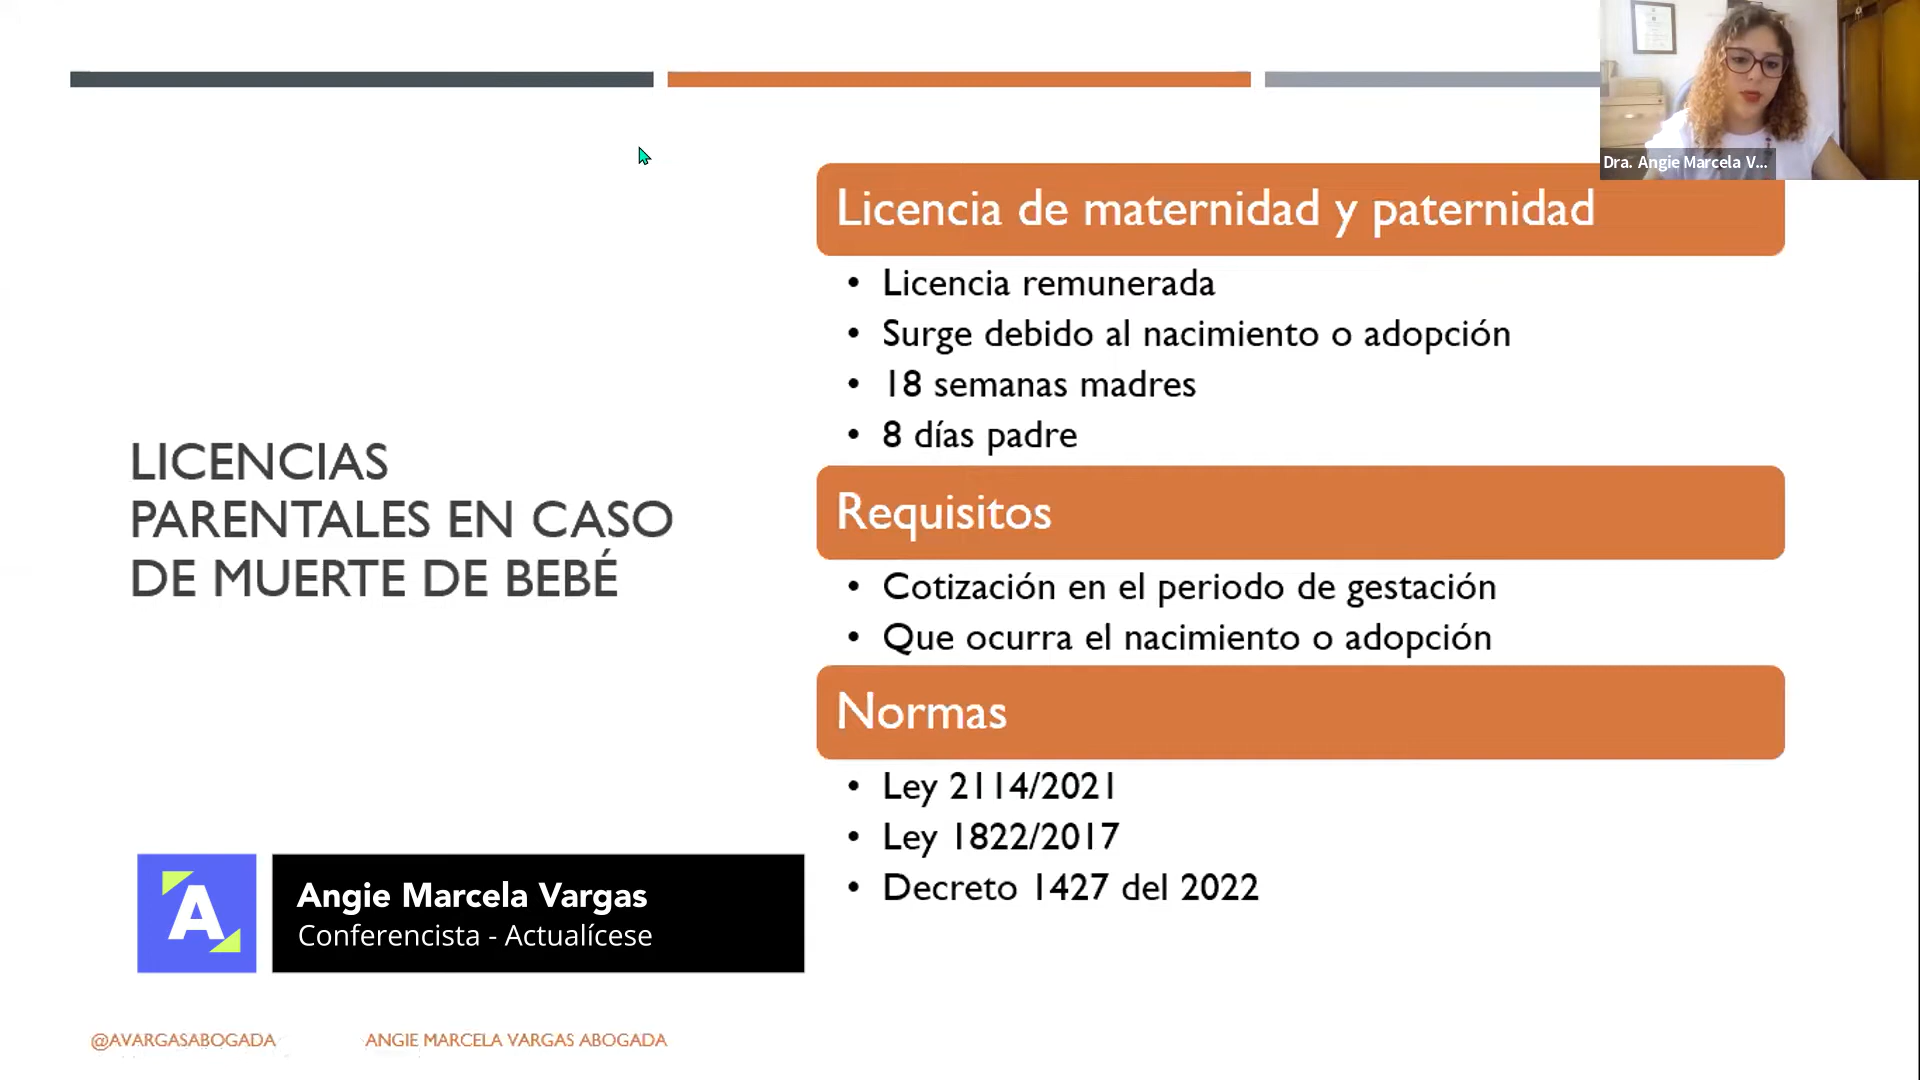 Dra. Angie Marcela V...
LICENCIAS
PARENTALES EN CASO
DE MUERTE DE BEBÉ
Licencia de maternidad y paternidad
• Licencia remunerada
• Surge debido al nacimiento o adopción
• 18 semanas madres
• 8 días padre
Requisitos
• Cotización en el periodo de gestación
• Que ocurra el nacimiento o adopción
Normas
• Ley 2114/2021
• Ley 1822/2017
• Decreto 1427 del 2022
A
Angie Marcela Vargas
Conferencista - Actualícese
@AVARGASABOGADA
ANGIE MARCELA VARGAS ABOGADA